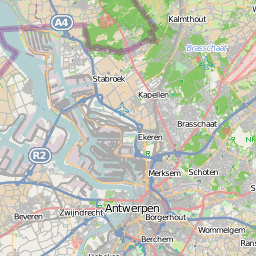 A4
Kalmthout
Brasschaat
Stabroek
Kapellen
Brasschaat
Ekeren
R
R2
Merksem
Schoten
Zwijndrecht
Beveren
Antwerpen
Borgerhout
Wommelgem
Berchem